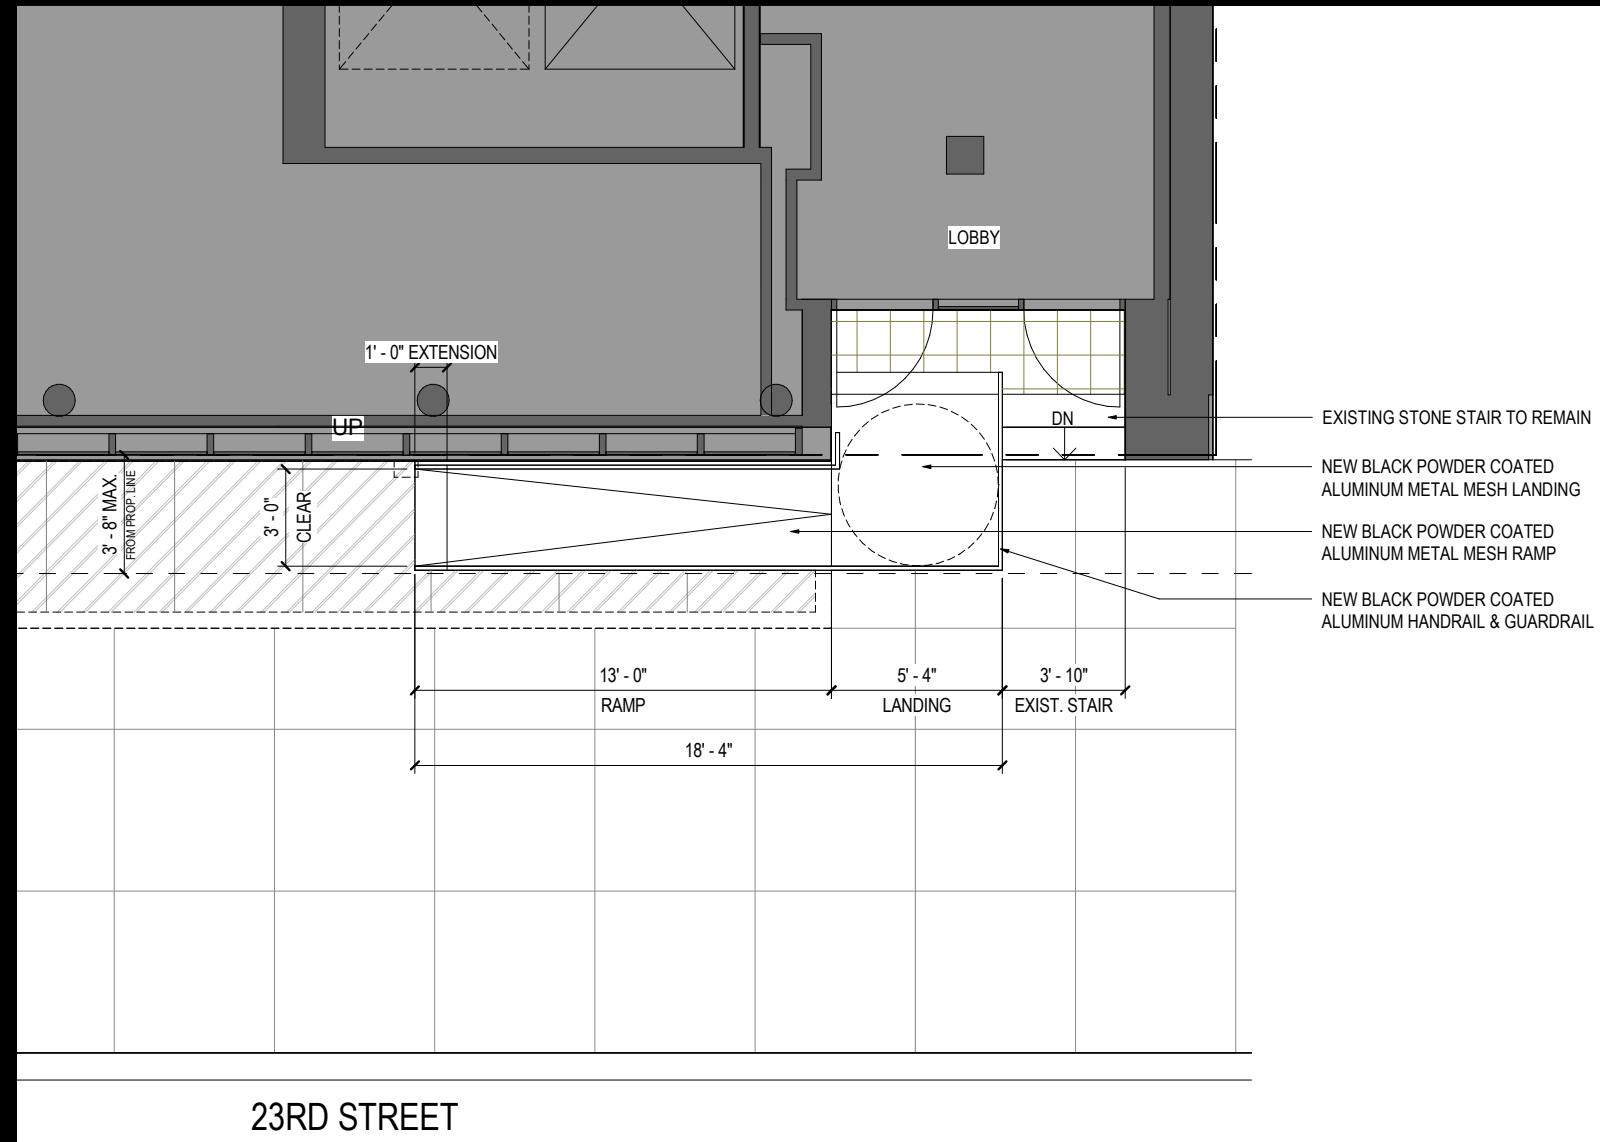 LOBBY
1' - 0" EXTENSION
UP
DN
EXISTING STONE STAIR TO REMAIN
NEW BLACK POWDER COATED
ALUMINUM METAL MESH LANDING
3' - 8" MAX.
FROM PROP. LINE
3' - 0"
CLEAR
NEW BLACK POWDER COATED
ALUMINUM METAL MESH RAMP
NEW BLACK POWDER COATED
ALUMINUM HANDRAIL & GUARDRAIL
13' - 0"
RAMP
5' - 4"
LANDING
3' - 10"
EXIST. STAIR
18' - 4"
23RD STREET